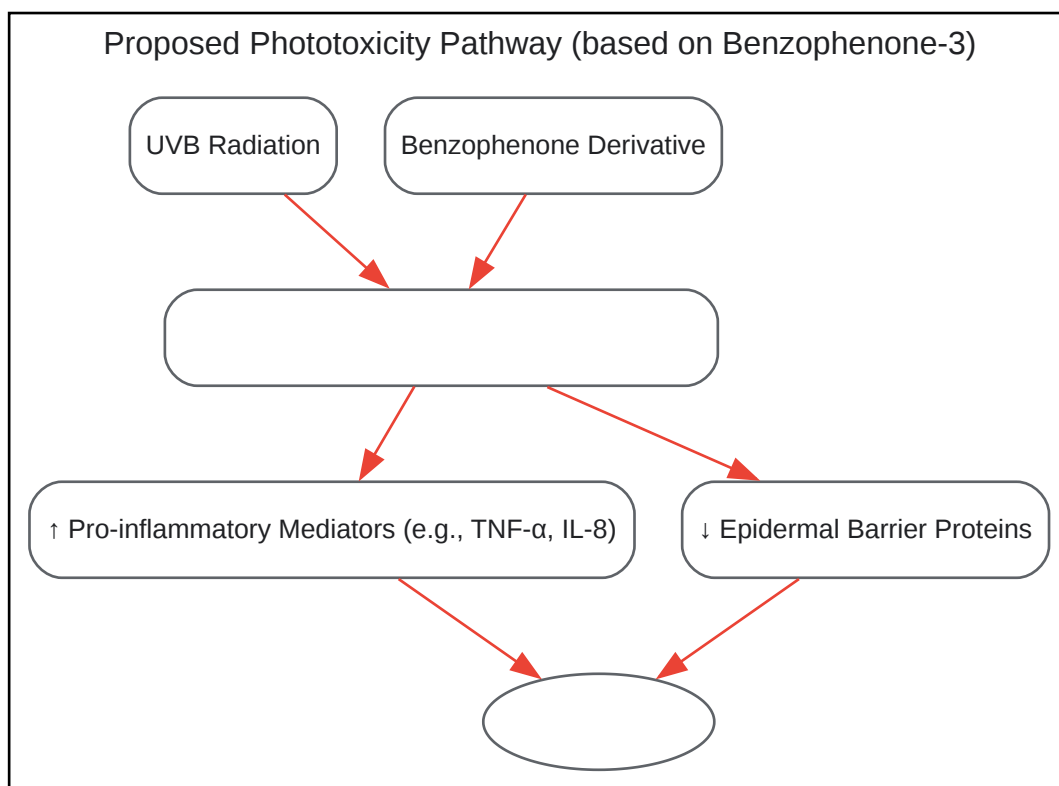 Proposed Phototoxicity Pathway (based on Benzophenone-3)
UVB Radiation
Benzophenone Derivative
↑ Pro-inflammatory Mediators (e.g., TNF-α, IL-8)
↓ Epidermal Barrier Proteins